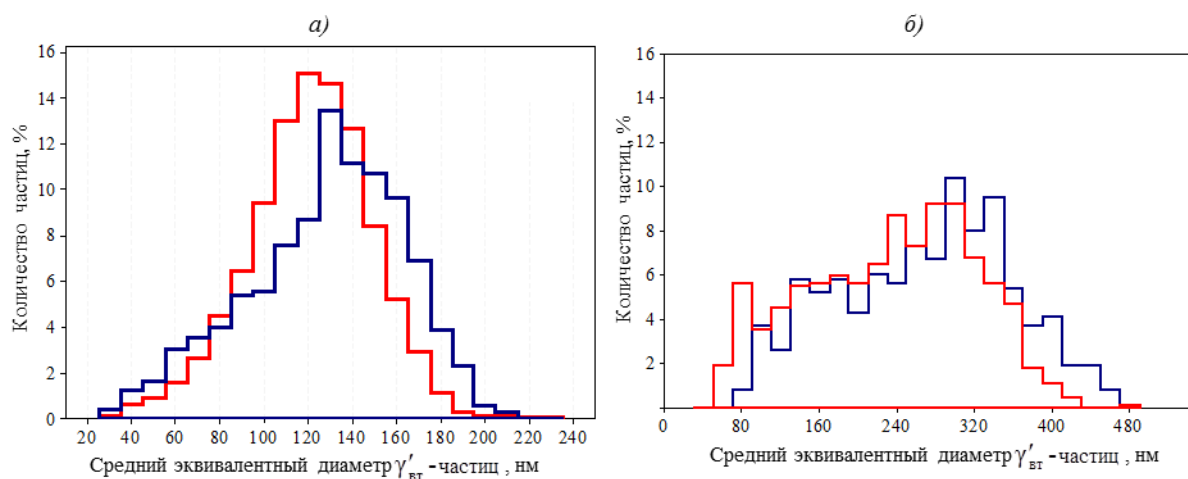 а)
16
14
12
10
8
6
4
2
0
Количество частиц, %
20 40 60 80 100 120 140 160 180 200 220 240
Средний эквивалентный диаметр γ′вт -частиц , нм
б)
16
14
12
10
8
6
4
2
Количество частиц, %
0 80 160 240 320 400 480
Средний эквивалентный диаметр γ′вт -частиц , нм